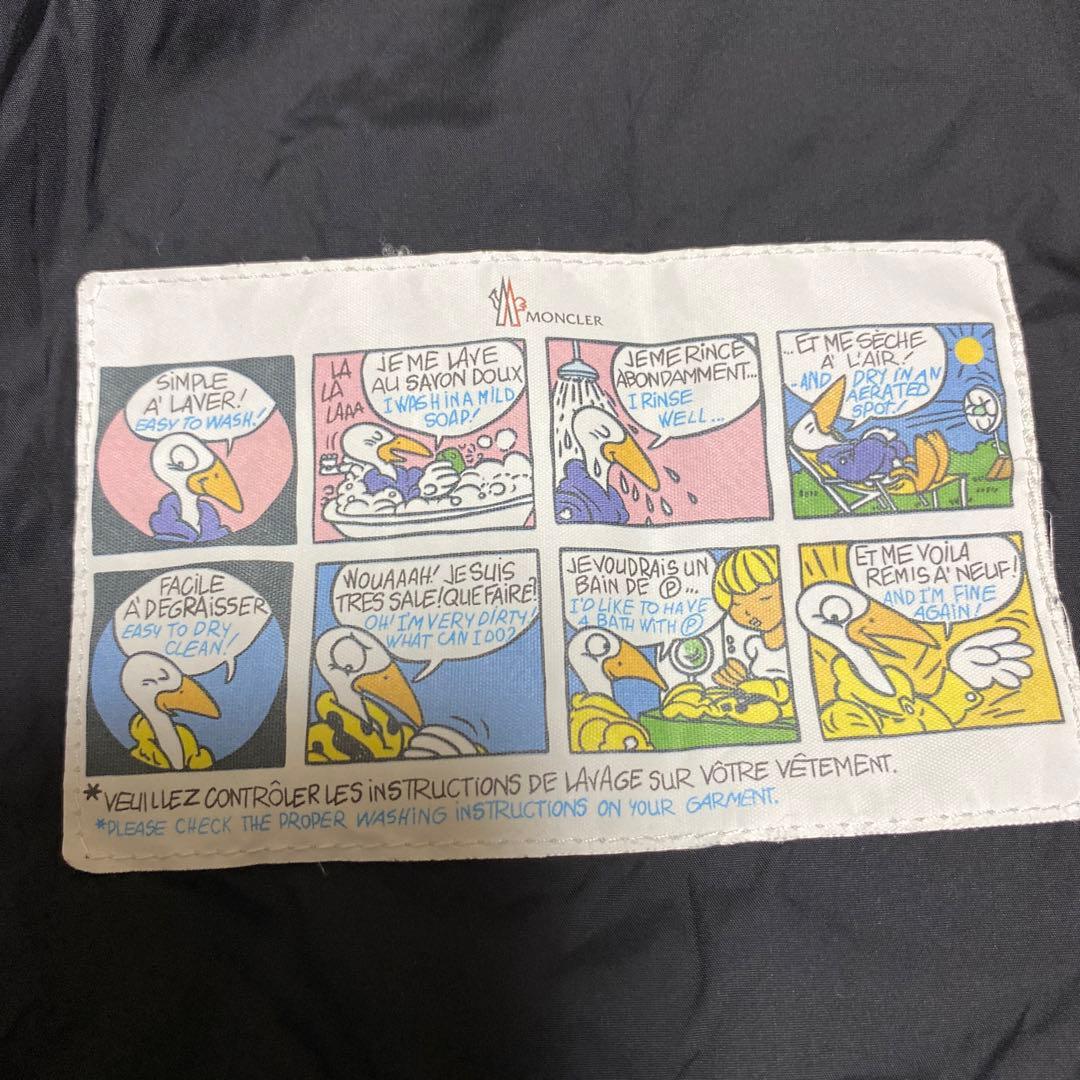 MONCLER
SiMPLE
A' LAVER!
EASY TO WASH!
LA
LÀ
LAAA
JE ME LAVE
AU SAYON DOUX
I WASH IN A MILD
SOAP!
JE ME RINCE
ABONDAMMENT...
I RINSE
WELL...
...ET ME SÈCHE
A' L'AIR!
...AND DRY IN AN
AERATED
SPOT!
FACILE
A' DEGRAISSER
EASY TO DRY
CLEAN!
WOUAAAH! JE SUIS
TRES SALE! QUE FAIRE?
OH! I'M VERY DIRTY!
WHAT CAN I DO?
JE VOUDRAIS UN
BAIN DE Ⓟ
I'D LIKE TO HAVE
A BATH WITH Ⓟ
ET ME VOILA
REMIS A' NEUF!
AND I'M FINE
AGAIN!
*VEUILLEZ CONTRÔLER LES iNSTRUCTIONS DE LAVAGE SUR VÔTRE VÊTEMENT.
*PLEASE CHECK THE PROPER WASHING INSTRUCTIONS ON YOUR GARMENT.